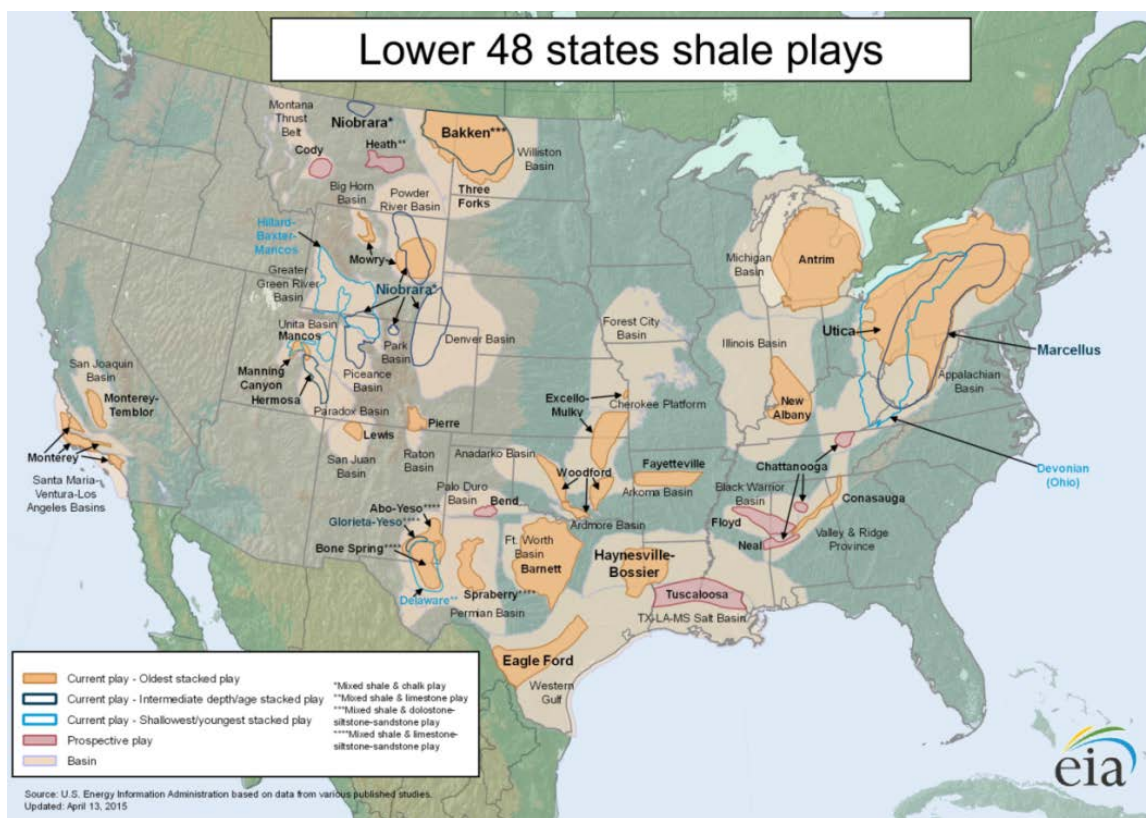 Lower 48 states shale plays
Montana
Thrust
Belt
Niobrara*
Bakken***
Cody
Heath**
Williston
Basin
Big Horn
Basin
Powder
River Basin
Three
Forks
Hillard-
Baxter-
Mancos
Mowry
Michigan
Basin
Antrim
Greater
Green River
Basin
Niobrara*
Forest City
Basin
Utica
Unita Basin
Mancos
Park
Basin
Denver Basin
Illinois Basin
Marcellus
San Joaquin
Basin
Manning
Canyon
Piceance
Basin
Hermosa
Appalachian
Basin
Monterey-
Temblor
Paradox Basin
Excello-
Mulky
Cherokee Platform
New
Albany
Pierre
Lewis
Monterey
San Juan
Basin
Raton
Basin
Anadarko Basin
Woodford
Fayetteville
Chattanooga
Devonian
(Ohio)
Santa Maria-
Ventura-Los
Angeles Basins
Palo Duro
Basin
Bend
Arkoma Basin
Black Warrior
Basin
Conasauga
Abo-Yeso****
Glorieta-Yeso****
Ardmore Basin
Floyd
Neal
Valley & Ridge
Province
Bone Spring****
Ft. Worth
Basin
Barnett
Haynesville-
Bossier
Delaware**
Spraberry****
Permian Basin
Tuscaloosa
TX-LA-MS Salt Basin
Eagle Ford
Western
Gulf
Current play - Oldest stacked play
Current play - Intermediate depth/age stacked play
Current play - Shallowest/youngest stacked play
Prospective play
Basin
*Mixed shale & chalk play
**Mixed shale & limestone play
***Mixed shale & dolostone-
siltstone-sandstone play
****Mixed shale & limestone-
siltstone-sandstone play
eia
Source: U.S. Energy Information Administration based on data from various published studies.
Updated: April 13, 2015